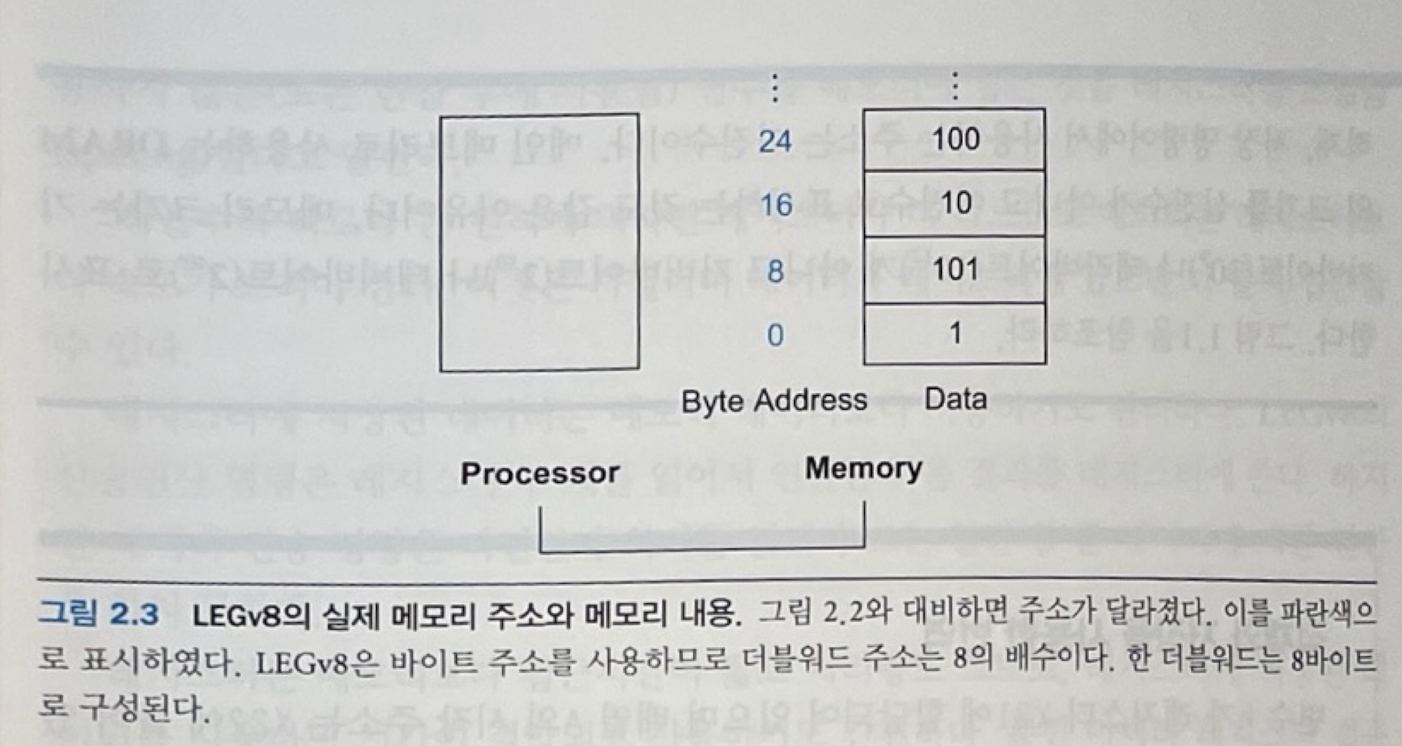 ⋮ ⋮
24 100
16 10
8 101
0 1
Byte Address Data
Processor Memory
그림 2.3 LEGv8의 실제 메모리 주소와 메모리 내용. 그림 2.2와 대비하면 주소가 달라졌다. 이를 파란색으
로 표시하였다. LEGv8은 바이트 주소를 사용하므로 더블워드 주소는 8의 배수이다. 한 더블워드는 8바이트
로 구성된다.